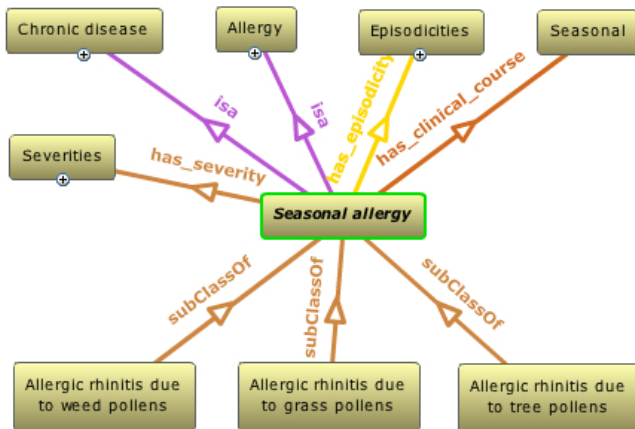 Chronic disease
Allergy
Episodicities
Seasonal
isa
isa
has_episodicity
has_clinical_course
Severities
has_severity
Seasonal allergy
subClassOf
subClassOf
subClassOf
Allergic rhinitis due
to weed pollens
Allergic rhinitis due
to grass pollens
Allergic rhinitis due
to tree pollens